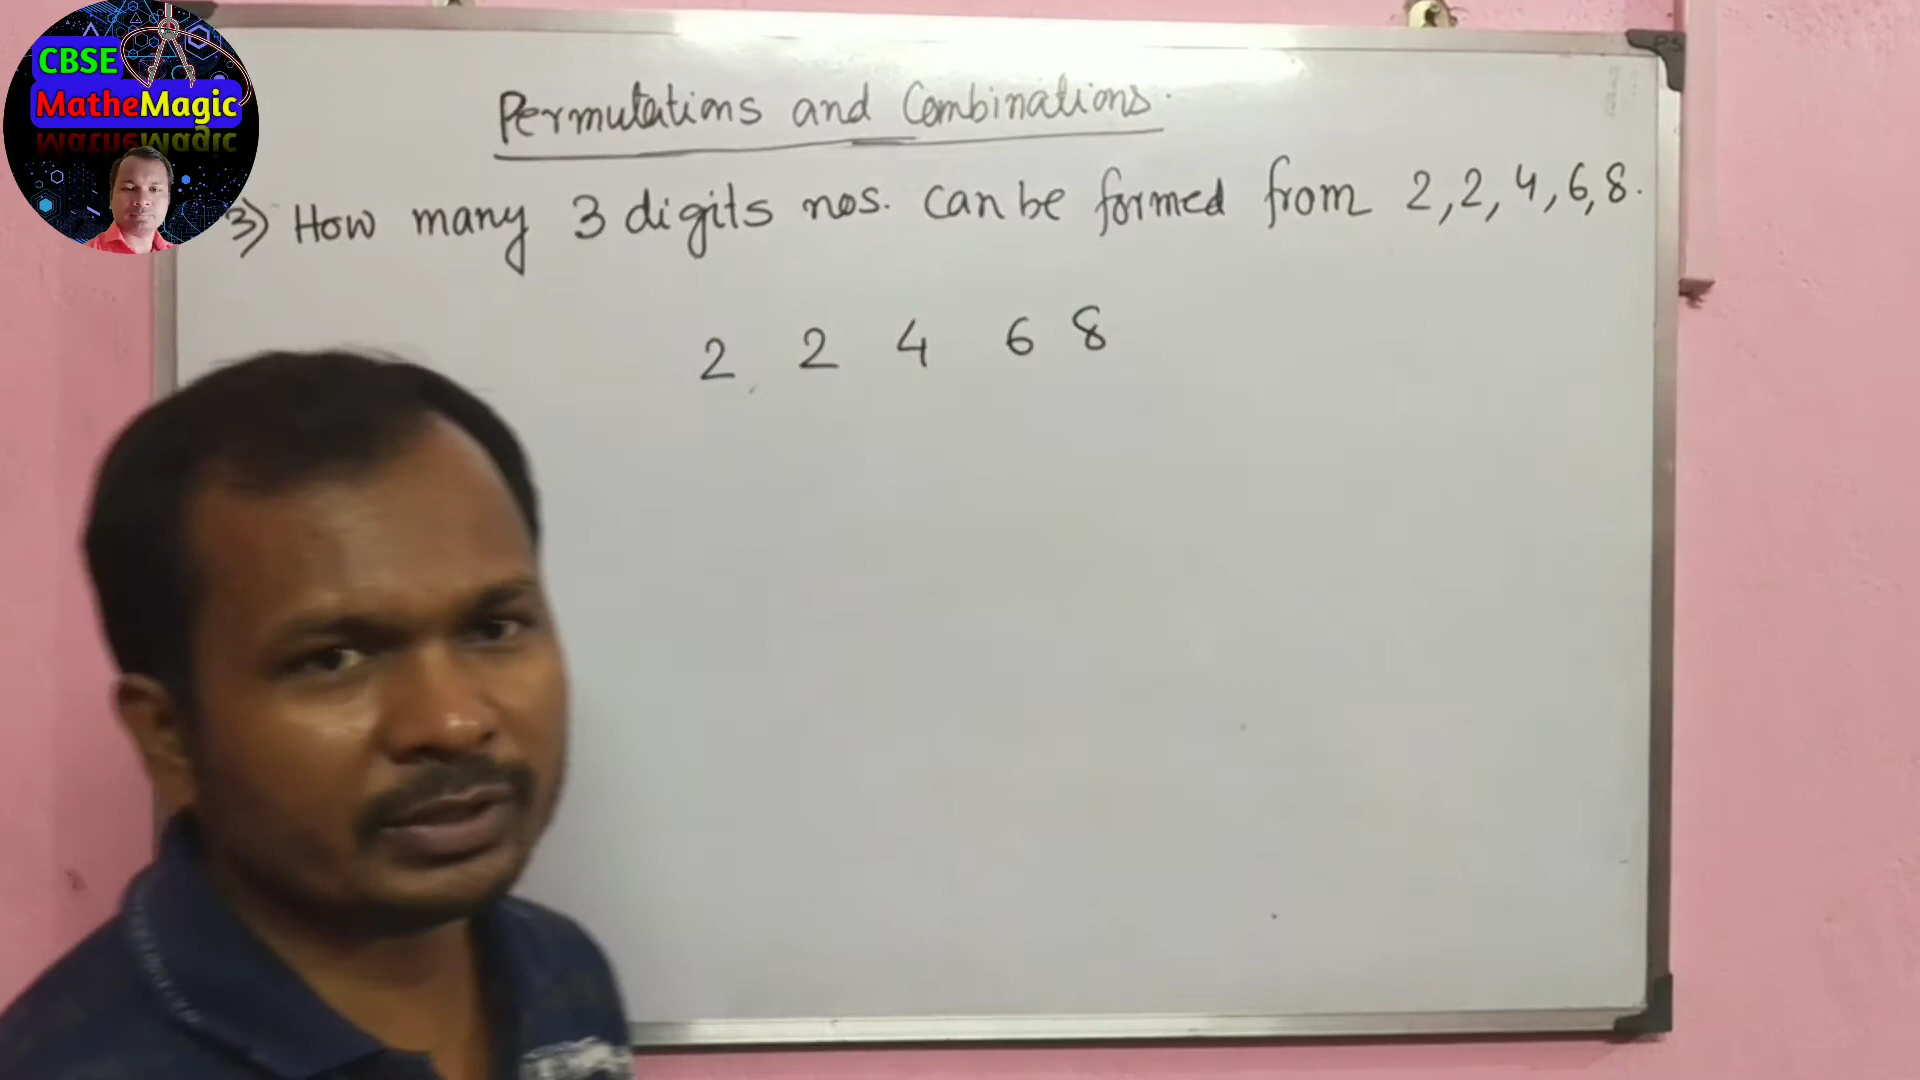 CBSE
MatheMagic
Permutations and Combinations.
3) How many 3 digits nos. can be formed from 2,2,4,6,8.
2 2 4 6 8